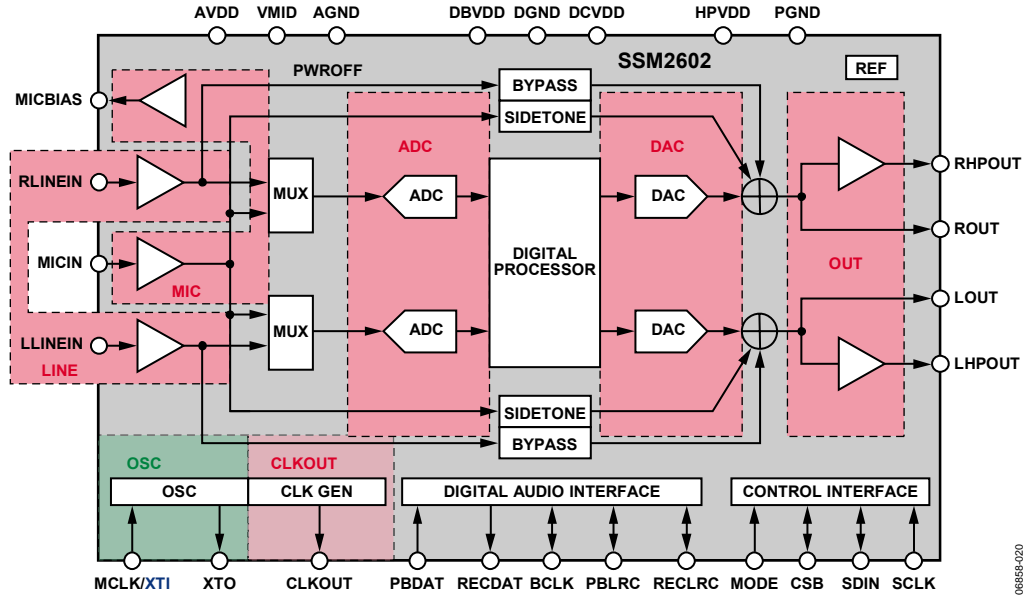 AVDD VMID AGND DBVDD DGND DCVDD HPVDD PGND
PWROFF
SSM2602
REF
BYPASS
SIDETONE
MICBIAS
ADC
DAC
RLINEIN
MUX
ADC
DAC
RHPOUT
ROUT
MICIN
MIC
DIGITAL
PROCESSOR
OUT
LOUT
MUX
ADC
DAC
LLINEIN
LINE
LHPOUT
SIDETONE
BYPASS
OSC
CLKOUT
OSC
CLK GEN
DIGITAL AUDIO INTERFACE
CONTROL INTERFACE
MCLK/XTI XTO CLKOUT PBDAT RECDAT BCLK PBLRC RECLRC MODE CSB SDIN SCLK
06858-020